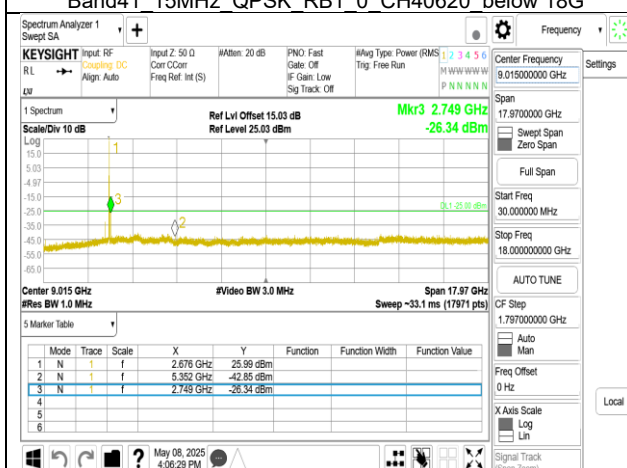 Band41_15MHz_QPSK_RB1_0_CH40620_below 18G
Spectrum Analyzer 1
Swept SA
Frequency
KEYSIGHT
Input: RF
Coupling: DC
Align: Auto
Input Z: 50 Ω
Corr CCorr
Freq Ref: Int (S)
#Atten: 20 dB
PNO: Fast
Gate: Off
IF Gain: Low
Sig Track: Off
#Avg Type: Power (RMS
Trig: Free Run
1 2 3 4 5 6
M W W W W W
P N N N N N
RL
LXI
Center Frequency
9.015000000 GHz
Settings
Span
17.9700000 GHz
Swept Span
Zero Span
Full Span
Start Freq
30.000000 MHz
Stop Freq
18.000000000 GHz
AUTO TUNE
CF Step
1.797000000 GHz
Auto
Man
Freq Offset
0 Hz
X Axis Scale
Log
Lin
Signal Track
(Span Zoom)
Local
1 Spectrum
Scale/Div 10 dB
Log
Ref Lvl Offset 15.03 dB
Ref Level 25.03 dBm
Mkr3 2.749 GHz
-26.34 dBm
15.0
5.03
-4.97
-15.0
-25.0
-35.0
-45.0
-55.0
-65.0
1
3
2
DL1 -25.00 dBm
Center 9.015 GHz
#Res BW 1.0 MHz
#Video BW 3.0 MHz
Span 17.97 GHz
Sweep ~33.1 ms (17971 pts)
5 Marker Table
Mode Trace Scale X Y Function Function Width Function Value
1 N 1 f 2.676 GHz 25.99 dBm
2 N 1 f 5.352 GHz -42.85 dBm
3 N 1 f 2.749 GHz -26.34 dBm
4
5
6
May 08, 2025
4:06:29 PM